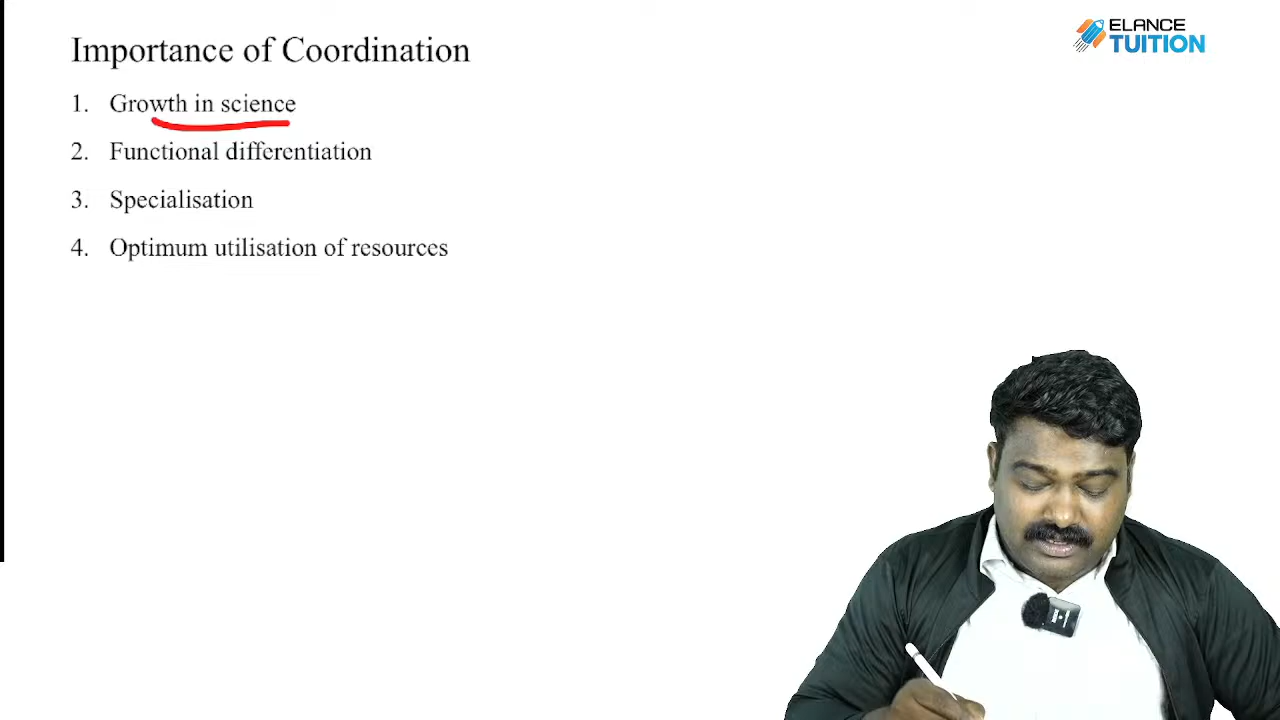 Importance of Coordination
ELANCE
TUITION
1. Growth in science
2. Functional differentiation
3. Specialisation
4. Optimum utilisation of resources